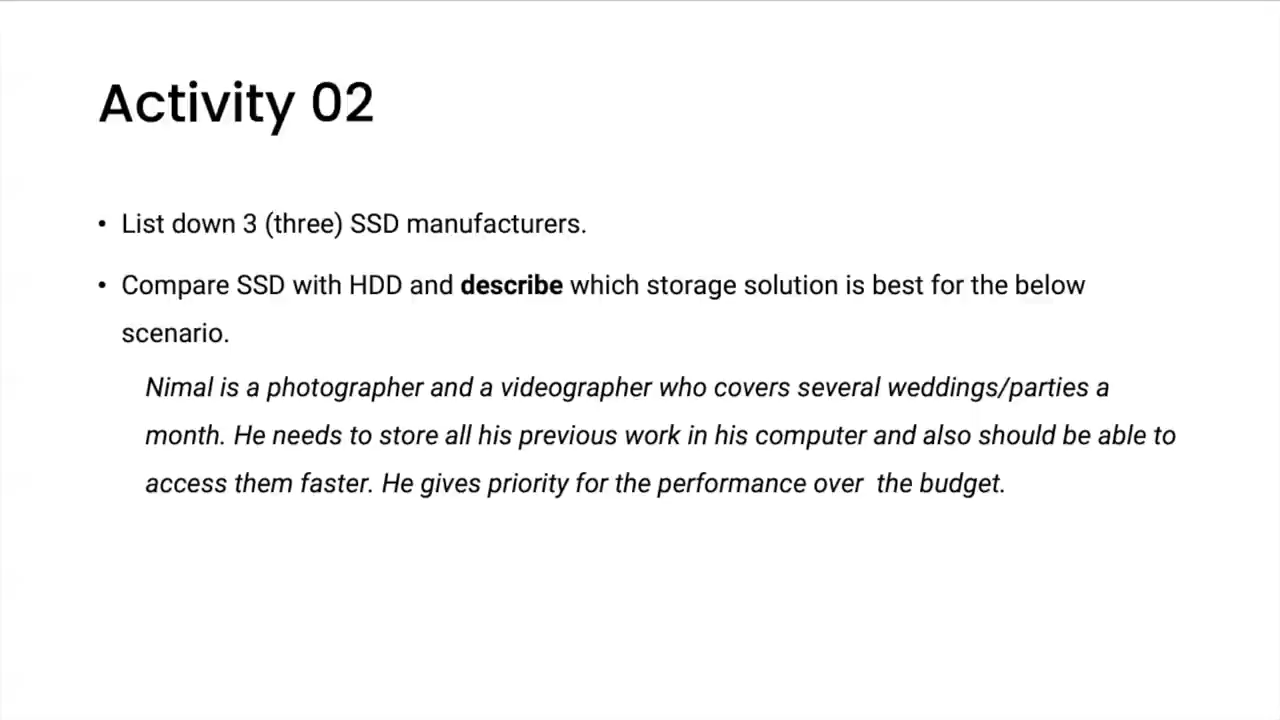 Activity 02
• List down 3 (three) SSD manufacturers.
• Compare SSD with HDD and describe which storage solution is best for the below
scenario.
Nimal is a photographer and a videographer who covers several weddings/parties a
month. He needs to store all his previous work in his computer and also should be able to
access them faster. He gives priority for the performance over  the budget.